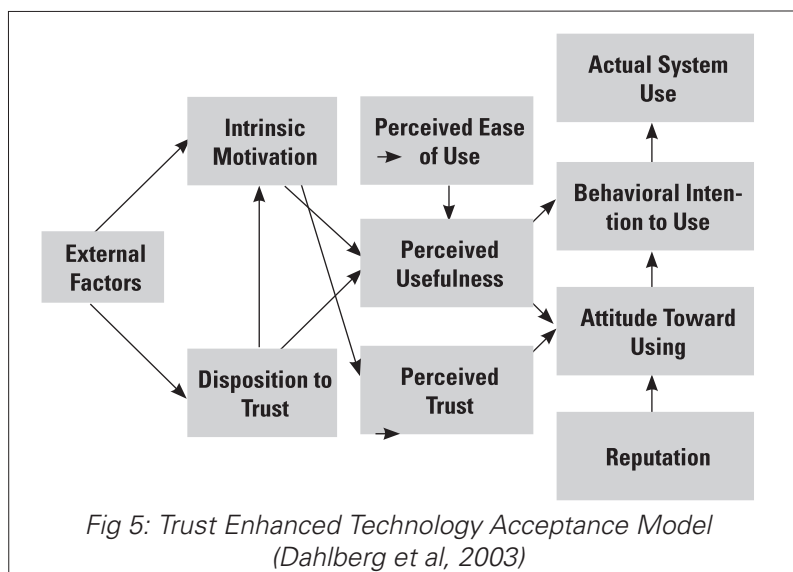 Actual System
Use
Intrinsic
Motivation
Perceived Ease
of Use
Behavioral Inten-
tion to Use
External
Factors
Perceived
Usefulness
Attitude Toward
Using
Disposition to
Trust
Perceived
Trust
Reputation
Fig 5: Trust Enhanced Technology Acceptance Model
(Dahlberg et al, 2003)